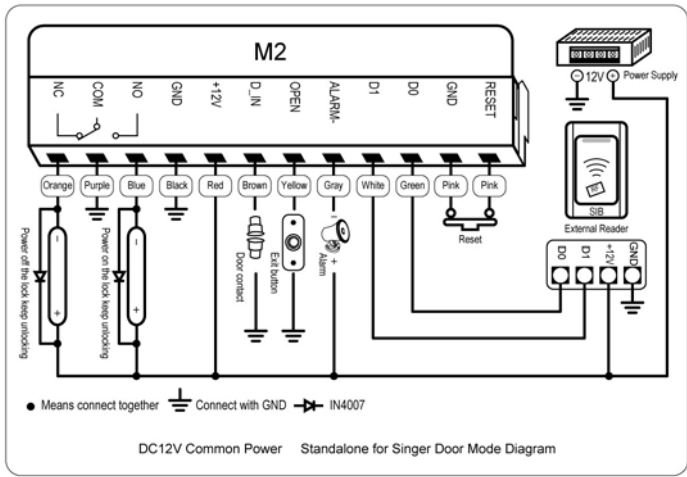 M2
NC COM NO GND +12V D_IN OPEN ALARM- D1 D0 GND RESET
Orange Purple Blue Black Red Brown Yellow Gray White Green Pink Pink
− 12V + Power Supply
RF
SIB
External Reader
D0 D1 +12V GND
Reset
Power off the lock keep unlocking
− +
Power on the lock keep unlocking
− +
Door contact
Exit button
− +
Alarm
Means connect together Connect with GND IN4007
DC12V Common Power Standalone for Singer Door Mode Diagram